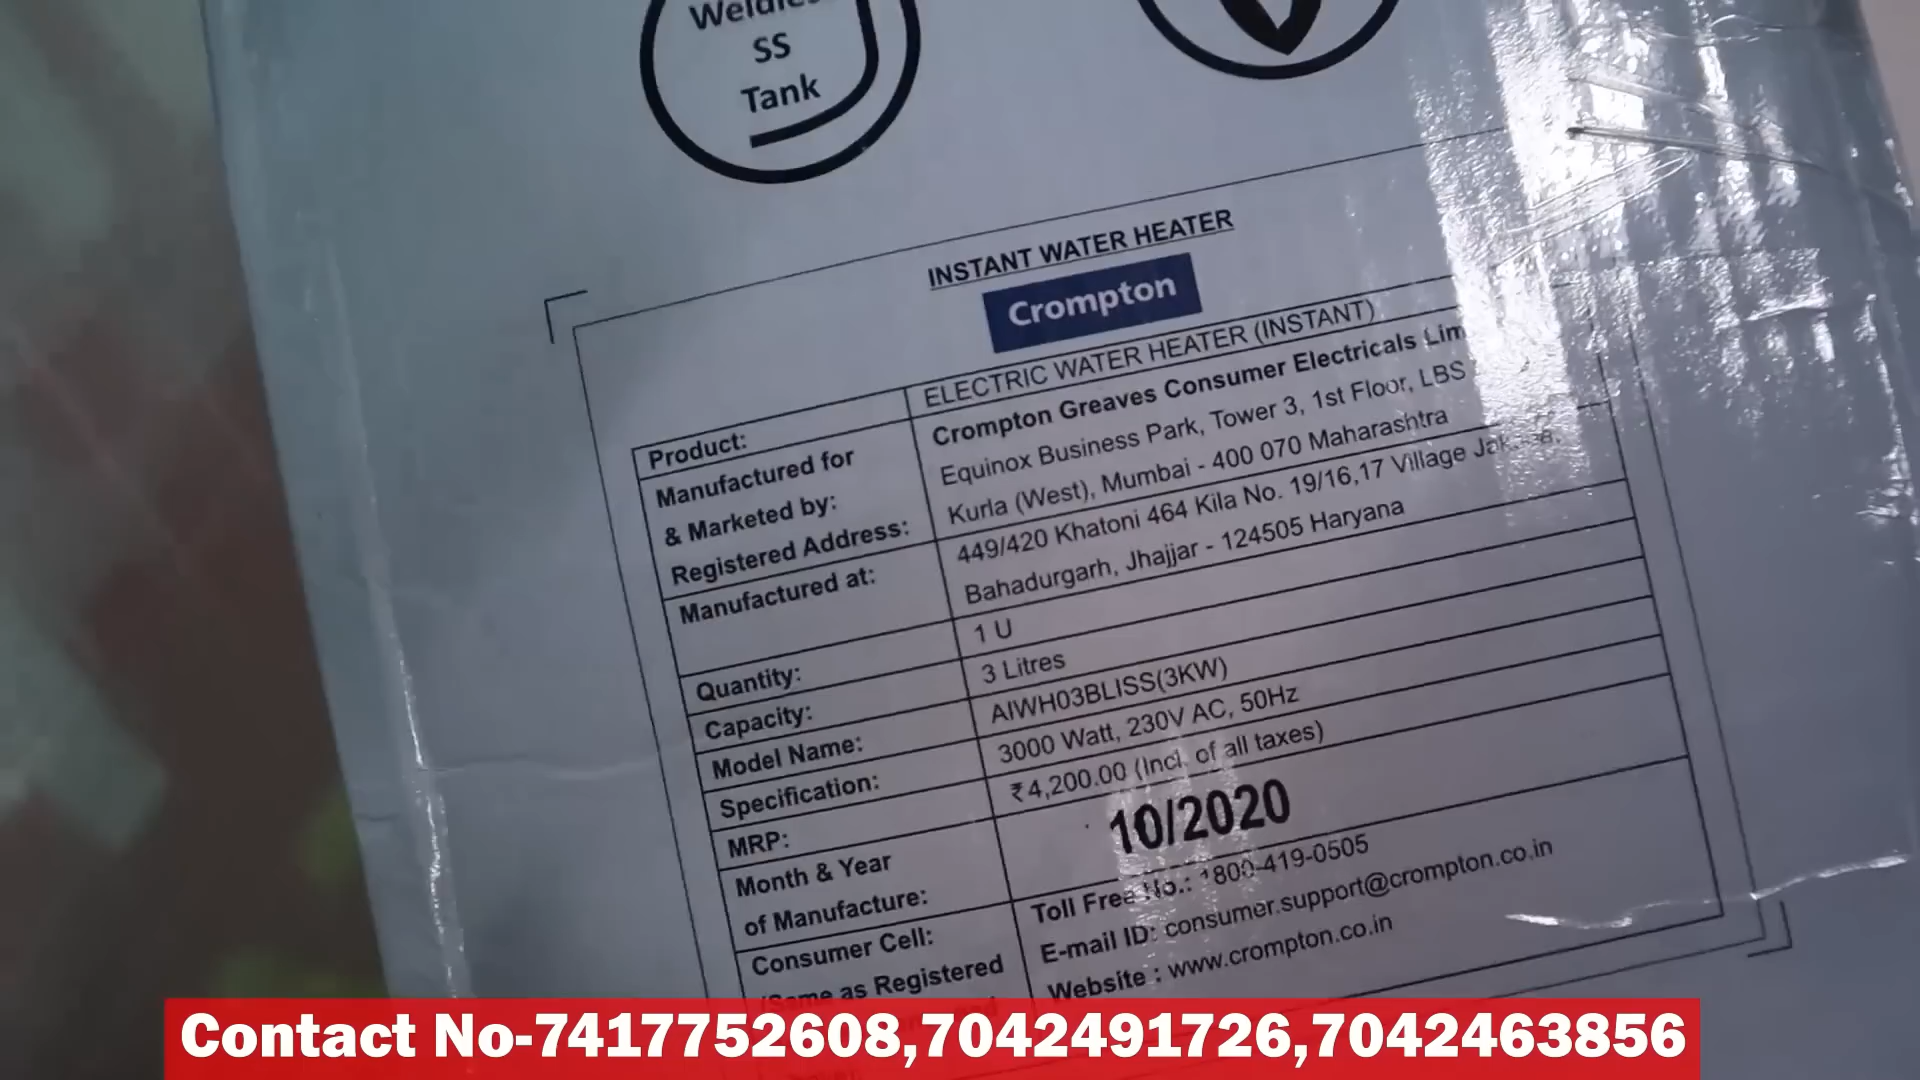 SS
Tank
INSTANT WATER HEATER
Crompton
Product: ELECTRIC WATER HEATER (INSTANT)
Manufactured for Crompton Greaves Consumer Electricals
& Marketed by: Equinox Business Park, Tower 3, 1st Floor, LBS
Registered Address: Kurla (West), Mumbai - 400 070 Maharashtra
Manufactured at: 449/420 Khatoni 464 Kila No. 19/16,17 Village
Bahadurgarh, Jhajjar - 124505 Haryana
Quantity: 1 U
Capacity: 3 Litres
Model Name: AIWH03BLISS(3KW)
Specification: 3000 Watt, 230V AC, 50Hz
MRP: ₹4,200.00 (Incl. of all taxes)
Month & Year
of Manufacture: 10/2020
Consumer Cell: Toll Free No.: 1800-419-0505
as Registered E-mail ID: consumer.support@crompton.co.in
Website : www.crompton.co.in
Contact No-7417752608,7042491726,7042463856